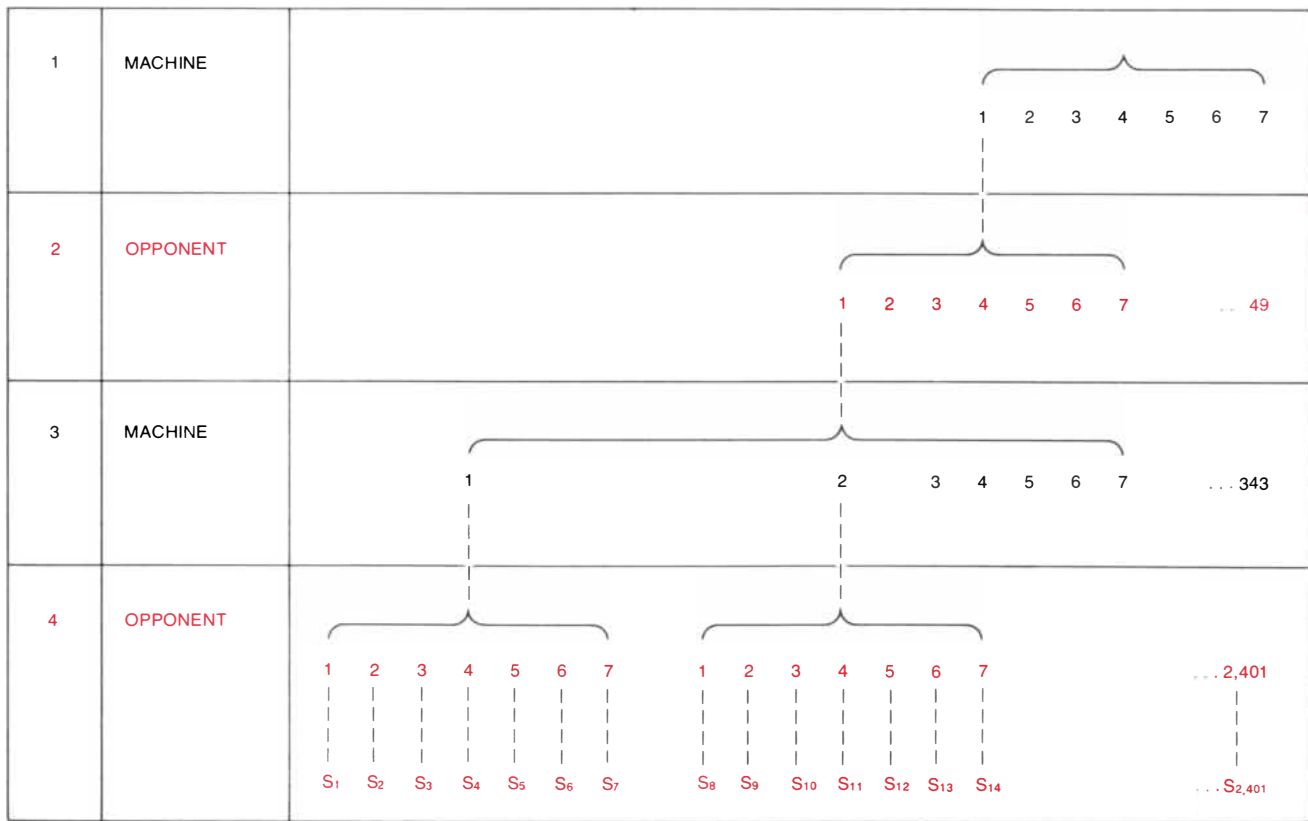 1 MACHINE
1 2 3 4 5 6 7
2 OPPONENT
1 2 3 4 5 6 7 .. 49
3 MACHINE
1 2 3 4 5 6 7 ...343
4 OPPONENT
1 2 3 4 5 6 7 1 2 3 4 5 6 7 ...2,401
S₁ S₂ S₃ S₄ S₅ S₆ S₇ S₈ S₉ S₁₀ S₁₁ S₁₂ S₁₃ S₁₄ ...S₂,₄₀₁